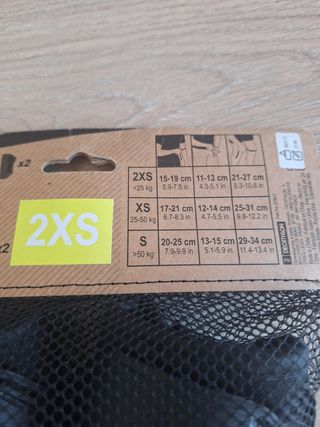 x2
2XS 15-19 cm 11-13 cm 21-27 cm
<25 kg 5.9-7.5 in 4.3-5.1 in 8.3-10.6 in
XS 17-21 cm 12-14 cm 25-31 cm
25-50 kg 6.7-8.3 in 4.7-5.5 in 9.8-12.2 in
S 20-25 cm 13-15 cm 29-34 cm
>50 kg 7.9-9.9 in 5.1-5.9 in 11.4-13.4 in
x2
2XS